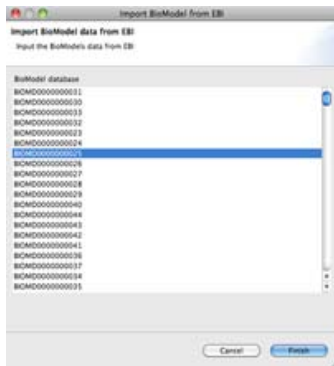 Import BioModel from EBI
Import BioModel data from EBI
Input the BioModels data from EBI
BioModel database
BIOMD0000000031
BIOMD0000000030
BIOMD0000000033
BIOMD0000000032
BIOMD0000000023
BIOMD0000000024
BIOMD0000000025
BIOMD0000000026
BIOMD0000000027
BIOMD0000000028
BIOMD0000000029
BIOMD0000000040
BIOMD0000000044
BIOMD0000000043
BIOMD0000000042
BIOMD0000000041
BIOMD0000000036
BIOMD0000000037
BIOMD0000000034
BIOMD0000000035
Cancel Finish